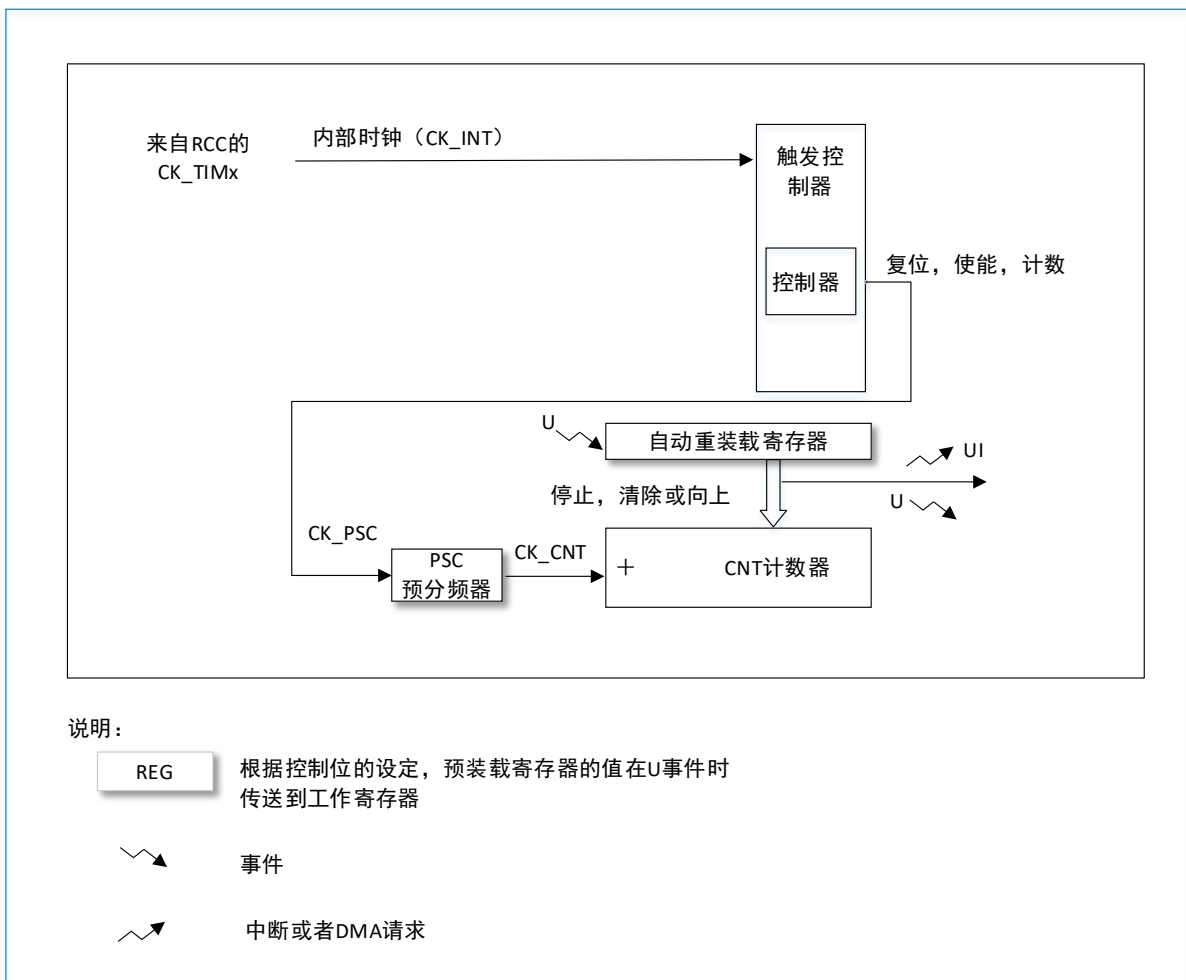 来自RCC的
CK_TIMx
内部时钟（CK_INT）
触发控
制器
控制器
复位，使能，计数
U
自动重装载寄存器
UI
停止，清除或向上
U
CK_PSC
PSC
预分频器
CK_CNT
+
CNT计数器
说明：
REG
根据控制位的设定，预装载寄存器的值在U事件时
传送到工作寄存器
事件
中断或者DMA请求